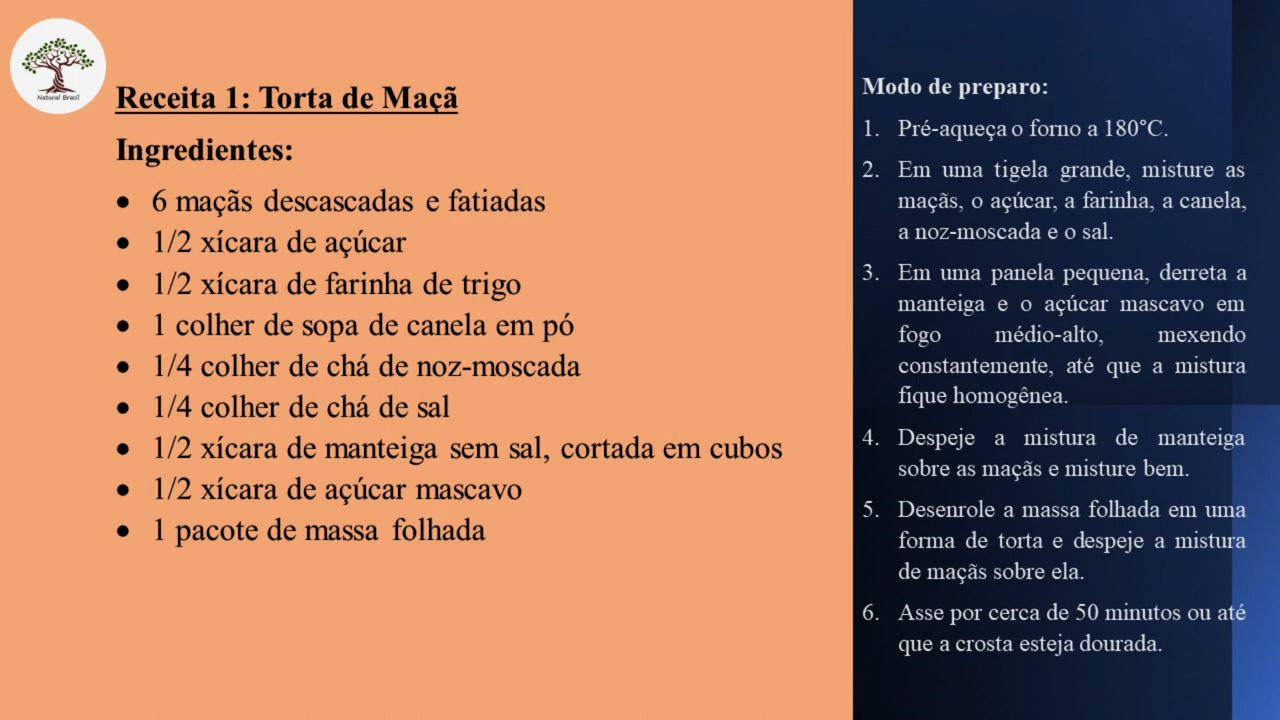 Natural Brasil
Receita 1: Torta de Maçã
Ingredientes:
• 6 maçãs descascadas e fatiadas
• 1/2 xícara de açúcar
• 1/2 xícara de farinha de trigo
• 1 colher de sopa de canela em pó
• 1/4 colher de chá de noz-moscada
• 1/4 colher de chá de sal
• 1/2 xícara de manteiga sem sal, cortada em cubos
• 1/2 xícara de açúcar mascavo
• 1 pacote de massa folhada
Modo de preparo:
1. Pré-aqueça o forno a 180°C.
2. Em uma tigela grande, misture as
maçãs, o açúcar, a farinha, a canela,
a noz-moscada e o sal.
3. Em uma panela pequena, derreta a
manteiga e o açúcar mascavo em
fogo médio-alto, mexendo
constantemente, até que a mistura
fique homogênea.
4. Despeje a mistura de manteiga
sobre as maçãs e misture bem.
5. Desenrole a massa folhada em uma
forma de torta e despeje a mistura
de maçãs sobre ela.
6. Asse por cerca de 50 minutos ou até
que a crosta esteja dourada.